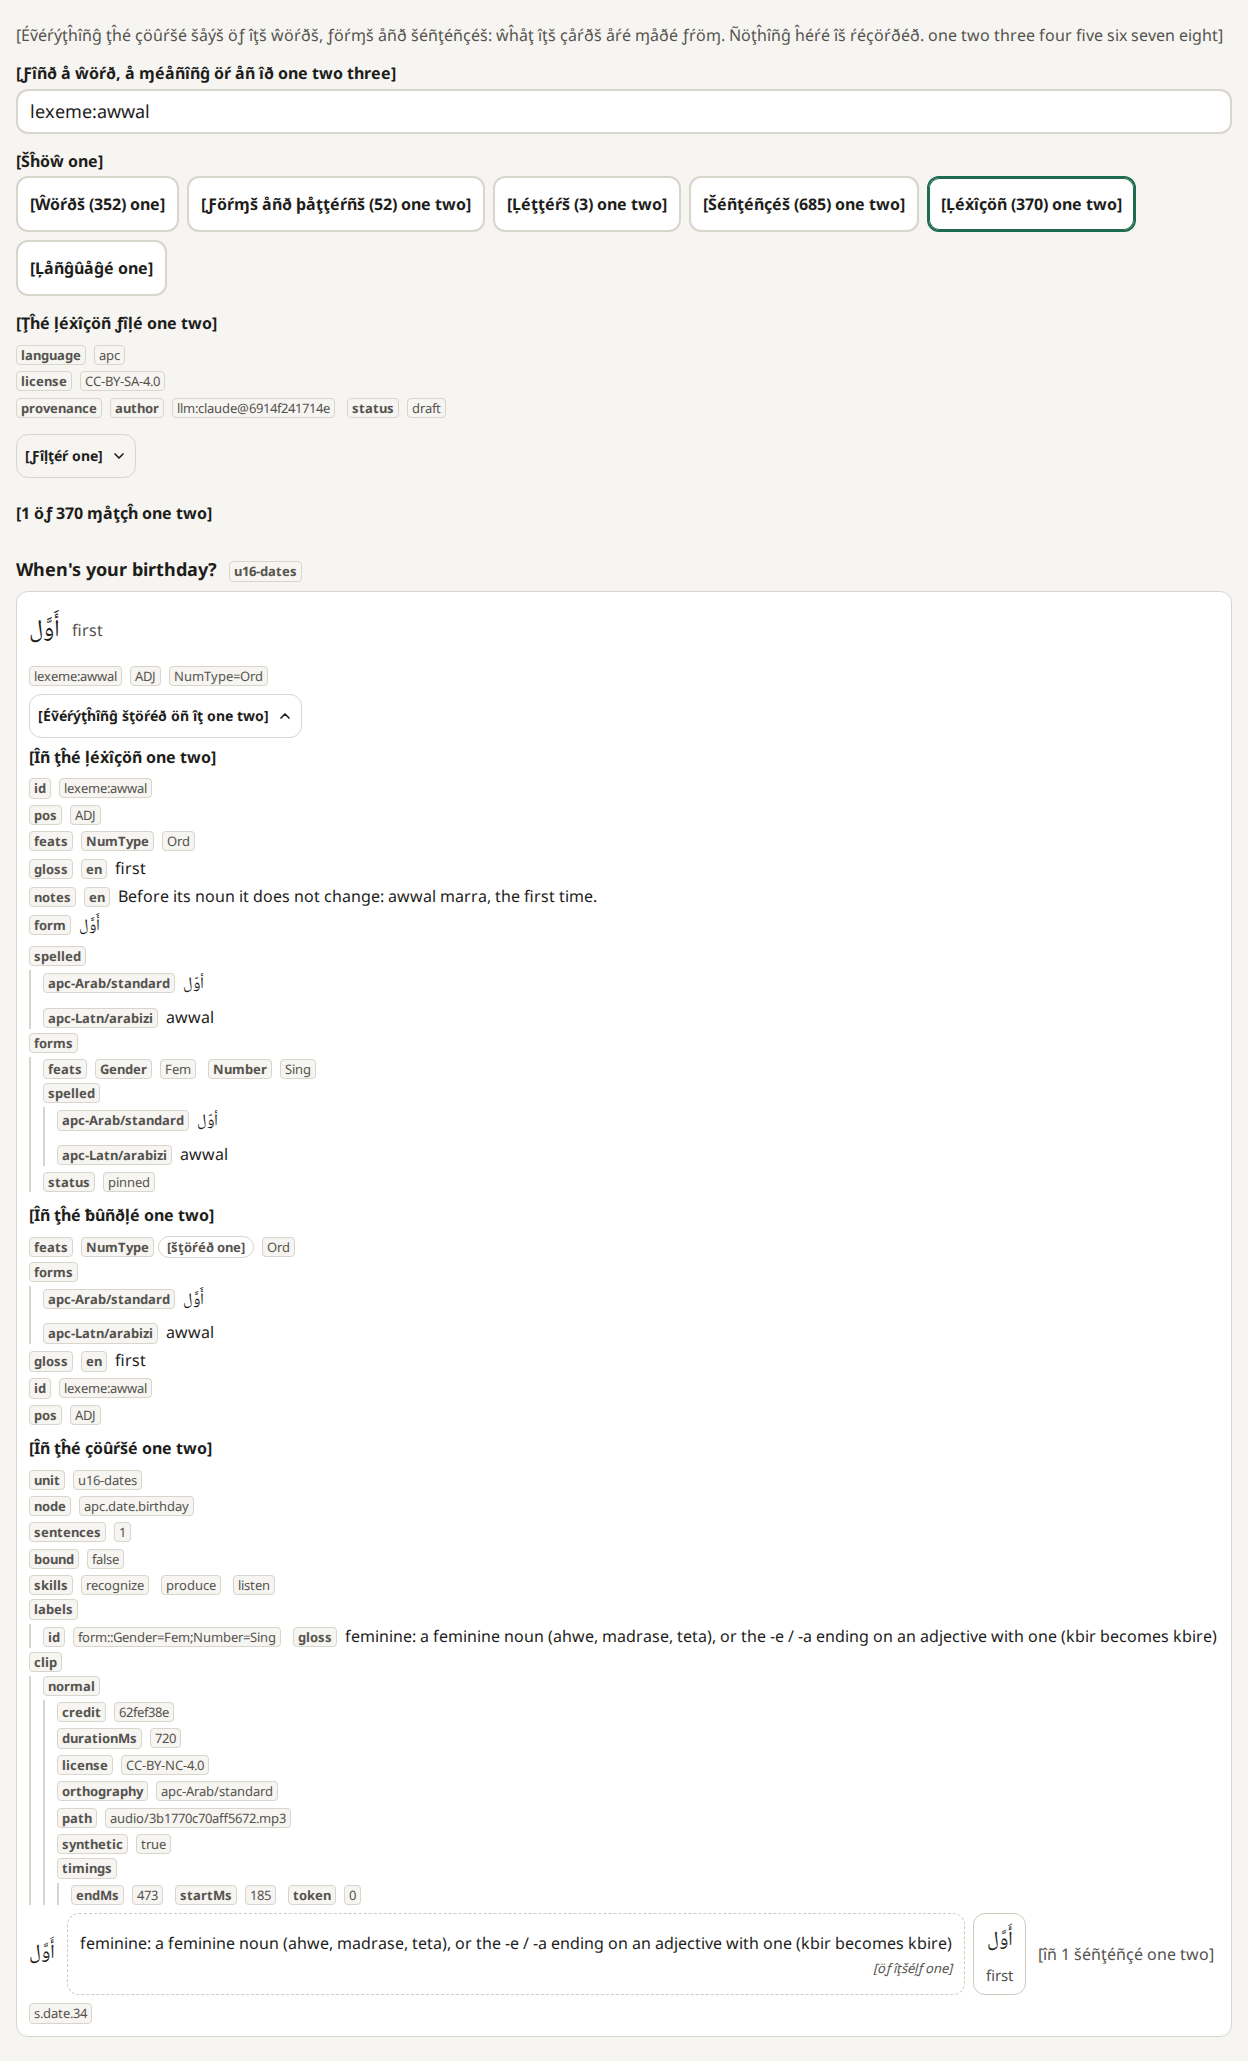 [Éṽéŕýţĥîñĝ ţĥé çöûŕšé šåýš öƒ îţš ŵöŕðš, ƒöŕɱš åñð šéñţéñçéš: ŵĥåţ îţš çåŕðš åŕé ɱåðé ƒŕöɱ. Ñöţĥîñĝ ĥéŕé îš ŕéçöŕðéð. one two three four five six seven eight]
[Ƒîñð å ŵöŕð, å ɱéåñîñĝ öŕ åñ îð one two three]
lexeme:awwal
[Šĥöŵ one]
[Ŵöŕðš (352) one] [Ƒöŕɱš åñð þåţţéŕñš (52) one two] [Ļéţţéŕš (3) one two] [Šéñţéñçéš (685) one two] [Ļéẋîçöñ (370) one two]
[Ļåñĝûåĝé one]
[Ţĥé ļéẋîçöñ ƒîļé one two]
language apc
license CC-BY-SA-4.0
provenance author llm:claude@6914f241714e status draft
[Ƒîļţéŕ one]
[1 öƒ 370 ɱåţçĥ one two]
When's your birthday? u16-dates
أَوَّل first
lexeme:awwal ADJ NumType=Ord
[Éṽéŕýţĥîñĝ šţöŕéð öñ îţ one two]
[Îñ ţĥé ļéẋîçöñ one two]
id lexeme:awwal
pos ADJ
feats NumType Ord
gloss en first
notes en Before its noun it does not change: awwal marra, the first time.
form أَوَّل
spelled
apc-Arab/standard أوّل
apc-Latn/arabizi awwal
forms
feats Gender Fem Number Sing
spelled
apc-Arab/standard أوّل
apc-Latn/arabizi awwal
status pinned
[Îñ ţĥé ƀûñðļé one two]
feats NumType [šţöŕéð one] Ord
forms
apc-Arab/standard أَوَّل
apc-Latn/arabizi awwal
gloss en first
id lexeme:awwal
pos ADJ
[Îñ ţĥé çöûŕšé one two]
unit u16-dates
node apc.date.birthday
sentences 1
bound false
skills recognize produce listen
labels
id form::Gender=Fem;Number=Sing gloss feminine: a feminine noun (ahwe, madrase, teta), or the -e / -a ending on an adjective with one (kbir becomes kbire)
clip
normal
credit 62fef38e
durationMs 720
license CC-BY-NC-4.0
orthography apc-Arab/standard
path audio/3b1770c70aff5672.mp3
synthetic true
timings
endMs 473 startMs 185 token 0
أَوَّل feminine: a feminine noun (ahwe, madrase, teta), or the -e / -a ending on an adjective with one (kbir becomes kbire) أَوَّل
[öƒ îţšéļƒ one] first [îñ 1 šéñţéñçé one two]
s.date.34